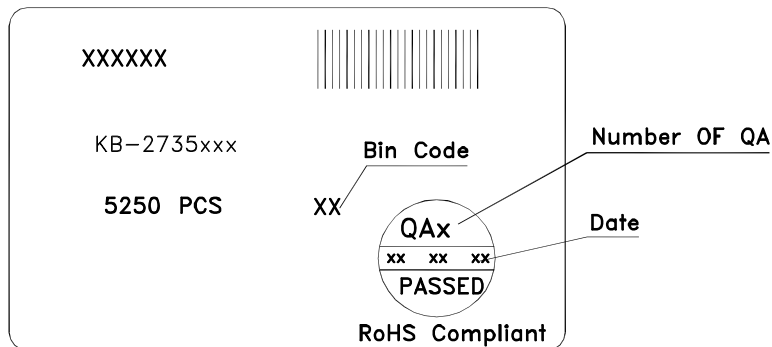 XXXXXX
KB-2735xxx
Bin Code
Number OF QA
5250 PCS
XX
QAx
Date
xx xx xx
PASSED
RoHS Compliant